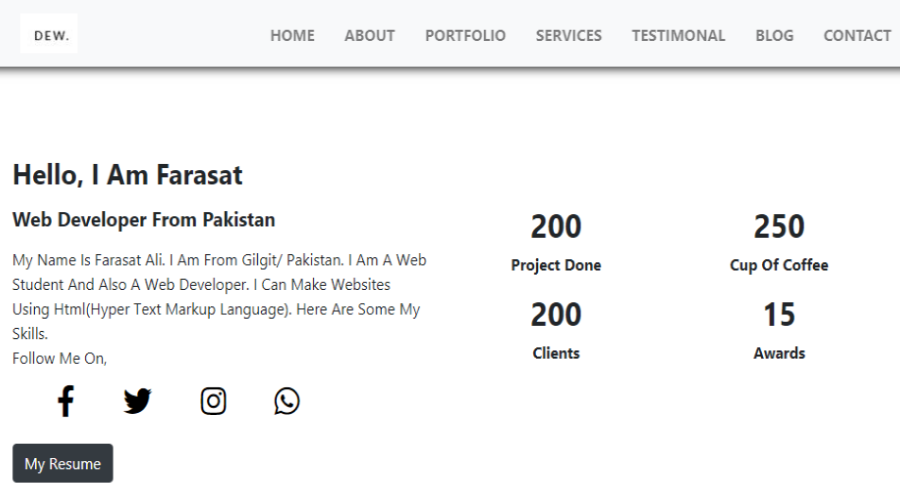 DEW.
HOME ABOUT PORTFOLIO SERVICES TESTIMONAL BLOG CONTACT
Hello, I Am Farasat
Web Developer From Pakistan
My Name Is Farasat Ali. I Am From Gilgit/ Pakistan. I Am A Web
Student And Also A Web Developer. I Can Make Websites
Using Html(Hyper Text Markup Language). Here Are Some My
Skills.
Follow Me On,
My Resume
200
Project Done
250
Cup Of Coffee
200
Clients
15
Awards